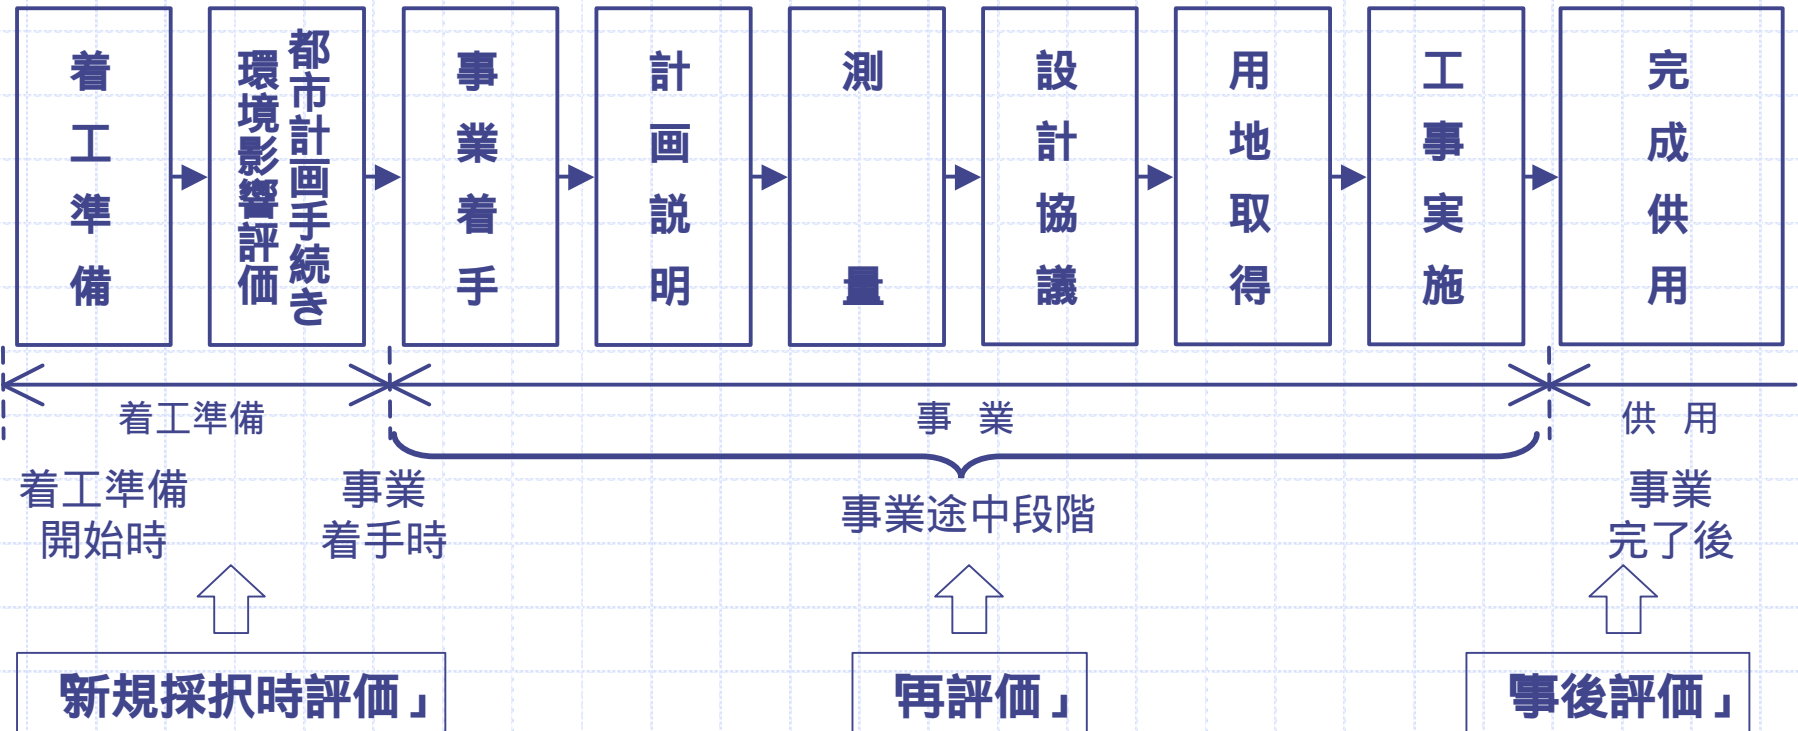 着工準備
都市計画手続き
環境影響評価
事業着手
計画説明
測量
設計協議
用地取得
工事実施
完成供用
着工準備
事業
供用
着工準備
開始時
事業
着手時
事業途中段階
事業
完了後
「新規採択時評価」
「再評価」
「事後評価」